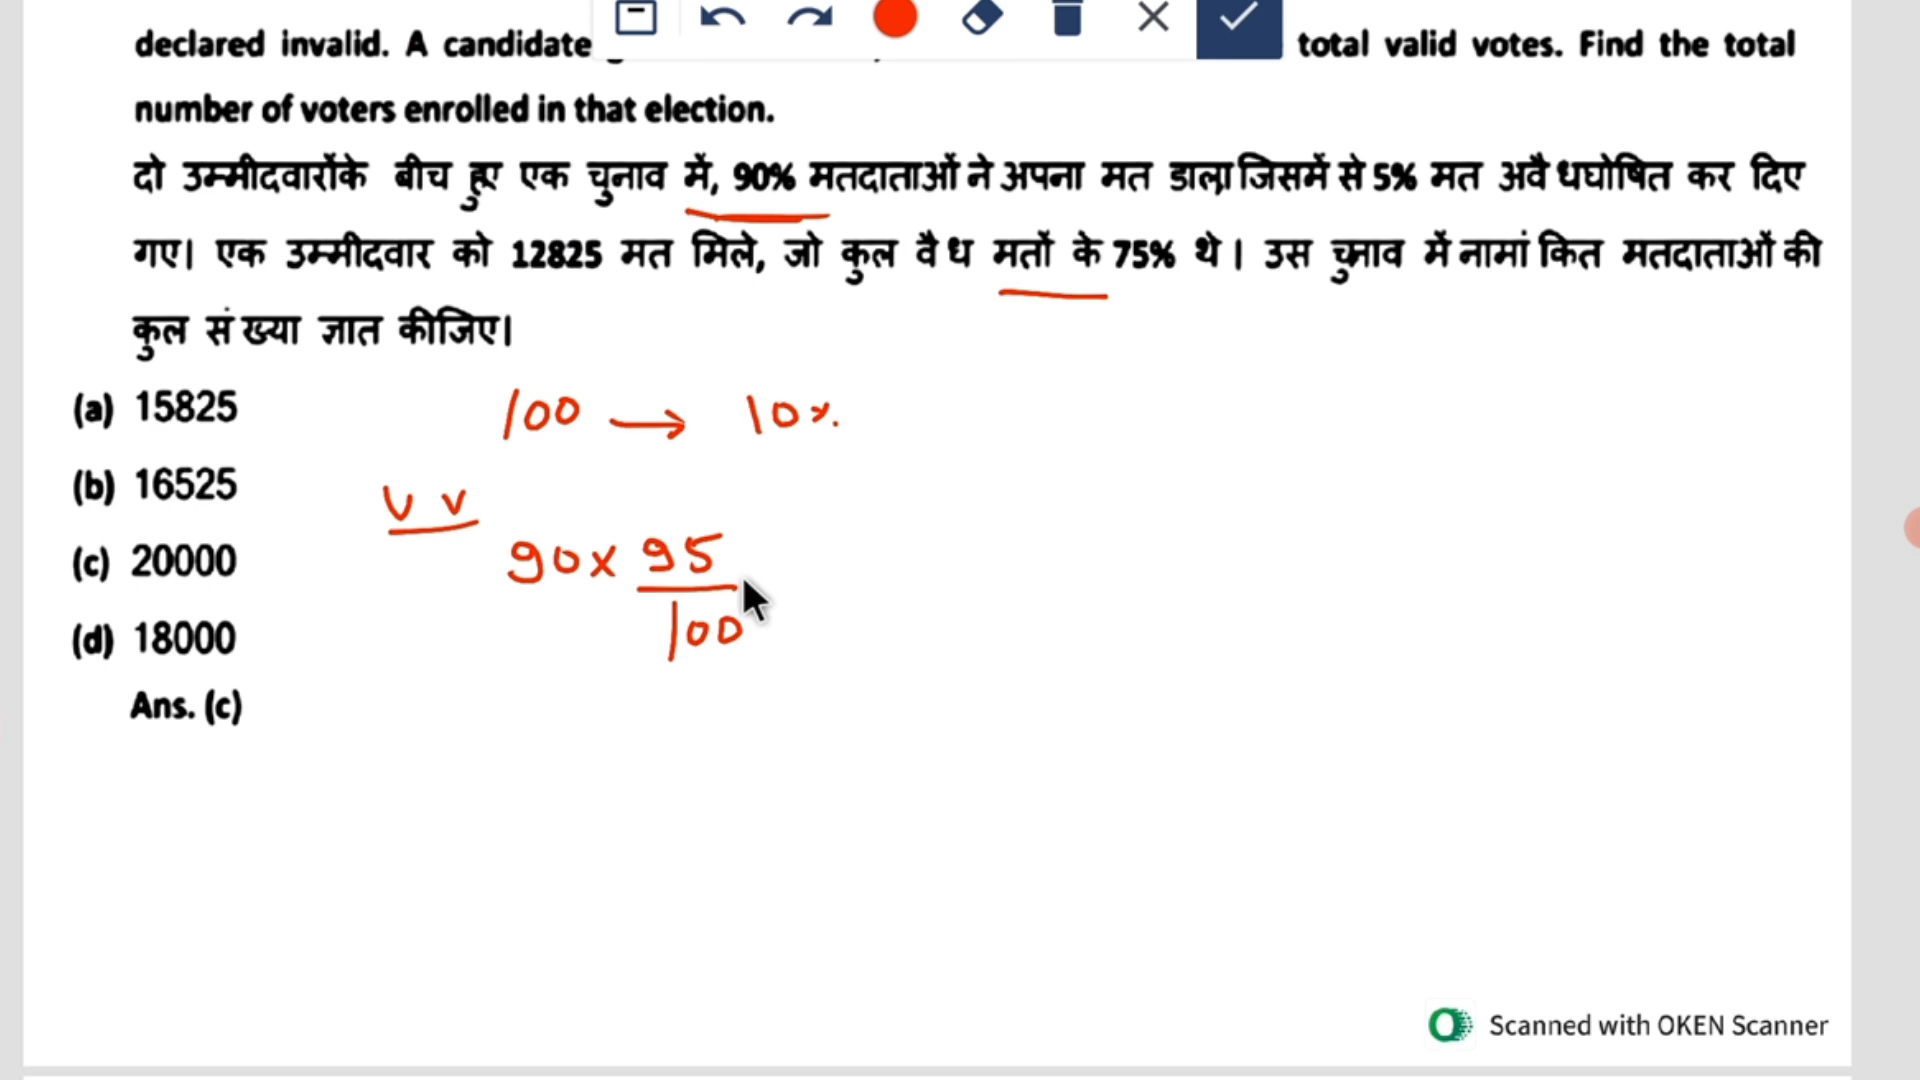 declared invalid. A candidate total valid votes. Find the total
number of voters enrolled in that election.
दो उम्मीदवारोंके बीच हुए एक चुनाव में, 90% मतदाताओं ने अपना मत डाला, जिसमें से 5% मत अवैधघोषित कर दिए
गए। एक उम्मीदवार को 12825 मत मिले, जो कुल वैध मतों के 75% थे। उस चुनाव में नामांकित मतदाताओं की
कुल संख्या ज्ञात कीजिए।
(a) 15825
100 → 10%
(b) 16525
V V
90 x 95
(c) 20000
100
(d) 18000
Ans. (c)
Scanned with OKEN Scanner